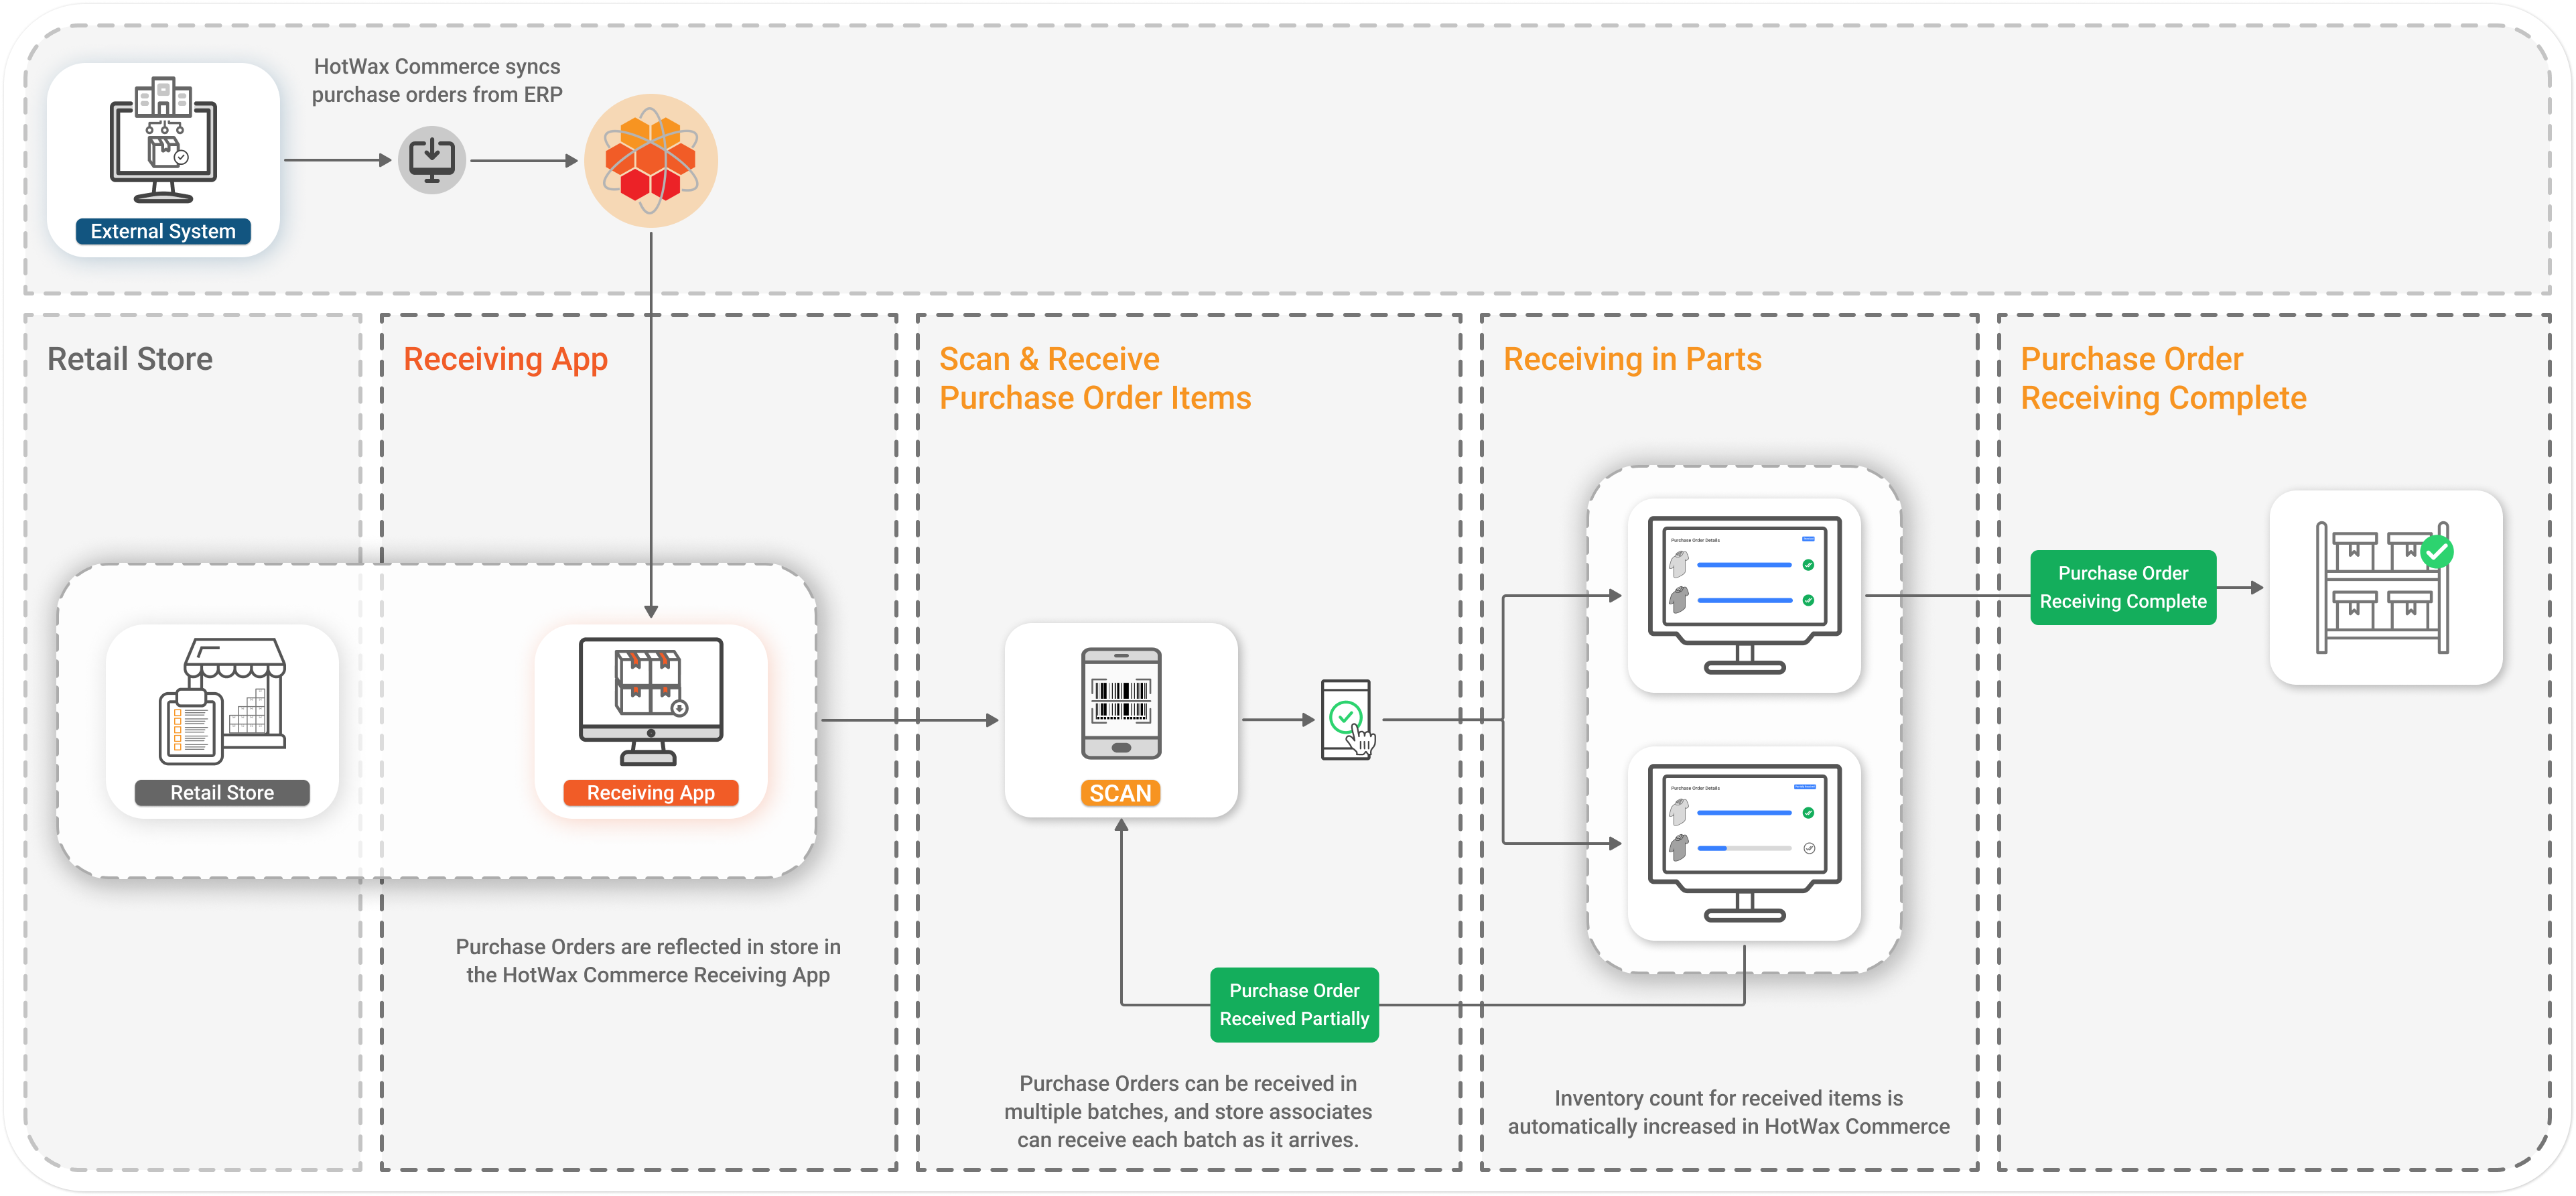 HotWax Commerce syncs
purchase orders from ERP
External System
Retail Store
Receiving App
Scan & Receive
Purchase Order Items
Receiving in Parts
Purchase Order
Receiving Complete
Retail Store
Receiving App
SCAN
Purchase Order Details
Purchase Order Details
Purchase Order
Receiving Complete
Purchase Orders are reflected in store in
the HotWax Commerce Receiving App
Purchase Order
Received Partially
Purchase Orders can be received in
multiple batches, and store associates
can receive each batch as it arrives.
Inventory count for received items is
automatically increased in HotWax Commerce